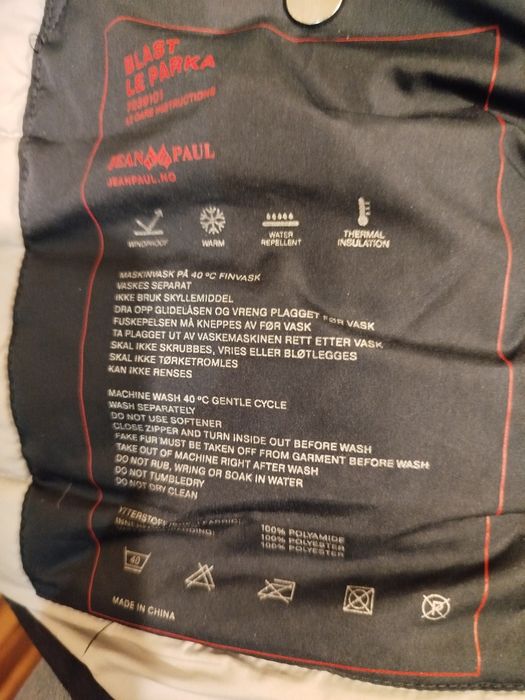 BLAST
LE PARKA
LE CARE INSTRUCTIONS
JEAN PAUL
JEANPAUL.NO
WINDPROOF
WARM
WATER
REPELLENT
THERMAL
INSULATION
MASKINVASK PÅ 40 °C FINVASK
VASKES SEPARAT
IKKE BRUK SKYLLEMIDDEL
DRA OPP GLIDELÅSEN OG VRENG PLAGGET FØR VASK
FUSKEPELSEN MÅ KNEPPES AV FØR VASK
TA PLAGGET UT AV VASKEMASKINEN RETT ETTER VASK
SKAL IKKE SKRUBBES, VRIES ELLER BLØTLEGGES
SKAL IKKE TØRKETROMLES
KAN IKKE RENSES
MACHINE WASH 40 °C GENTLE CYCLE
WASH SEPARATELY
DO NOT USE SOFTENER
CLOSE ZIPPER AND TURN INSIDE OUT BEFORE WASH
FAKE FUR MUST BE TAKEN OFF FROM GARMENT BEFORE WASH
TAKE OUT OF MACHINE RIGHT AFTER WASH
DO NOT RUB, WRING OR SOAK IN WATER
DO NOT TUMBLEDRY
DO NOT DRY CLEAN
100% POLYAMIDE
100% POLYESTER
100% POLYESTER
40
P
MADE IN CHINA